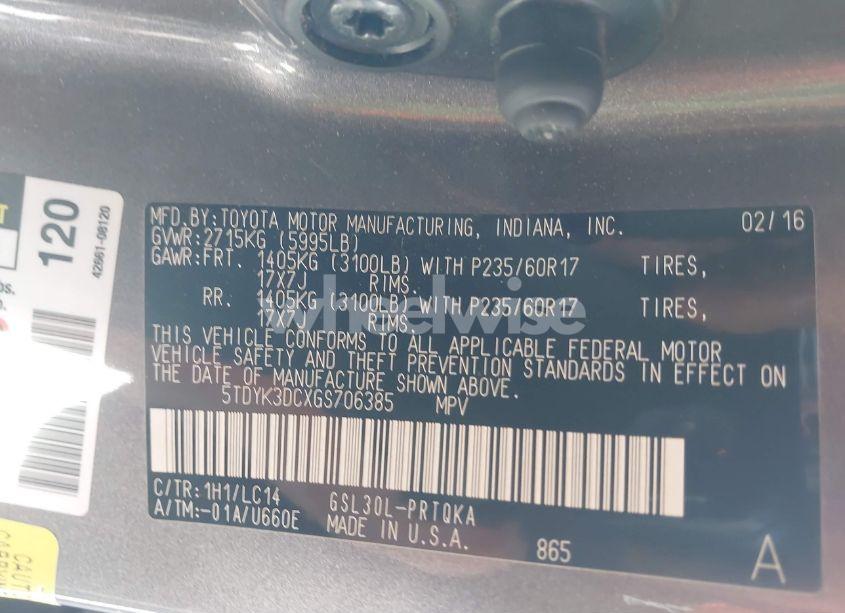 MFD.BY:TOYOTA MOTOR MANUFACTURING, INDIANA, INC. 02/16
GVWR:2715KG (5995LB)
GAWR:FRT. 1405KG (3100LB) WITH P235/60R17 TIRES,
17X7J RIMS.
RR. 1405KG (3100LB) WITH P235/60R17 TIRES,
17X7J RIMS.
THIS VEHICLE CONFORMS TO ALL APPLICABLE FEDERAL MOTOR
VEHICLE SAFETY AND THEFT PREVENTION STANDARDS IN EFFECT ON
THE DATE OF MANUFACTURE SHOWN ABOVE.
5TDYK3DCXGS706385 MPV
C/TR:1H1/LC14 GSL30L-PRTQKA
A/TM:-01A/U660E MADE IN U.S.A. 865 A
120
42661-08120
wheelwise